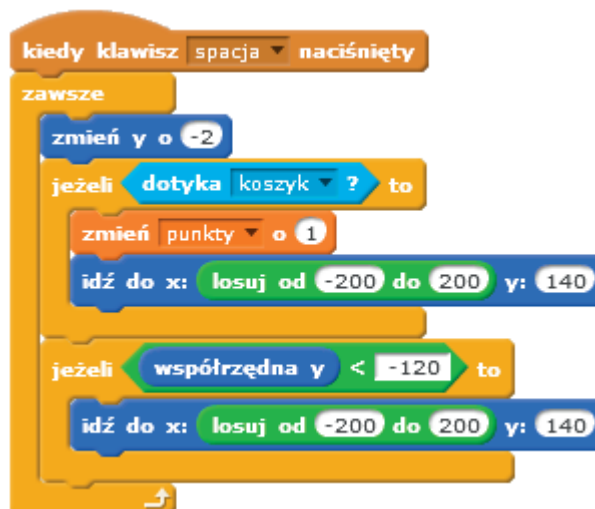 kiedy klawisz spacja naciśnięty
zawsze
zmień y o -2
jeżeli dotyka koszyk ? to
zmień punkty o 1
idź do x: losuj od -200 do 200 y: 140
jeżeli współrzędna y < -120 to
idź do x: losuj od -200 do 200 y: 140